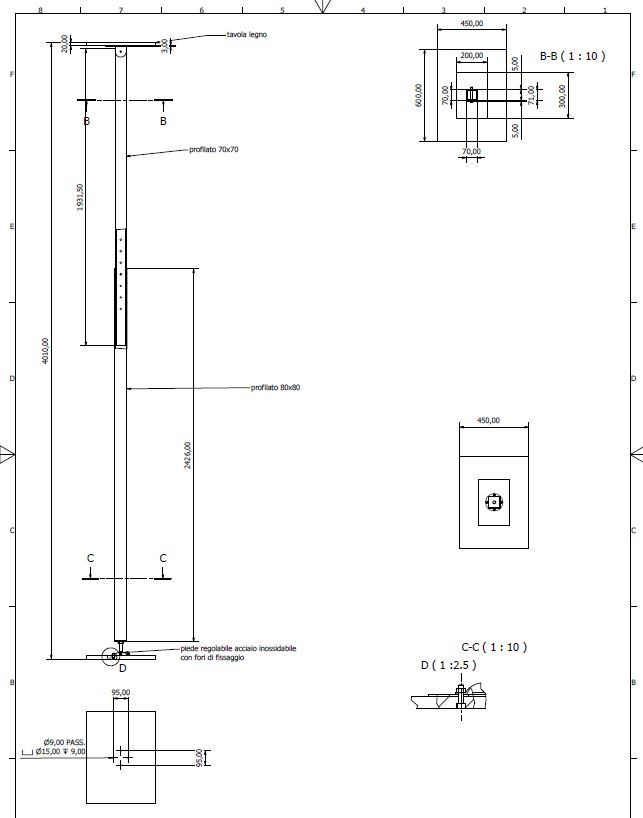 8 7 6 5 4 3 2 1
20,00
3,00
tavola legno
450,00
200,00
5,00
B-B ( 1 : 10 )
F
F
600,00
70,00
71,00
300,00
5,00
70,00
B
B
1931,50
profilato 70x70
E
E
4010,00
D
D
profilato 80x80
2426,00
450,00
C
C
C
C
piede regolabile acciaio inossidabile
con fori di fissaggio
D
C-C ( 1 : 10 )
D ( 1 :2.5 )
B
B
95,00
Ø9,00 PASS.
⌴ Ø15,00 ↧ 9,00
95,00